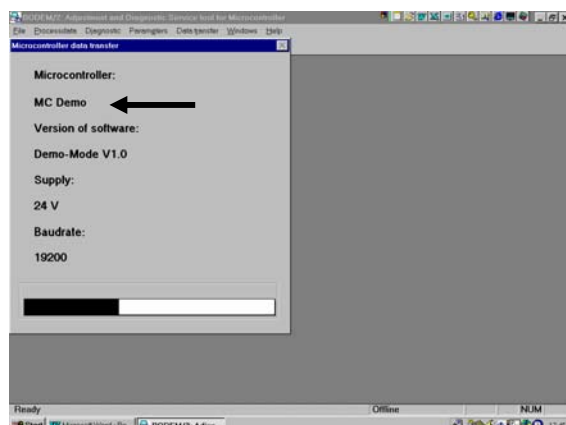 BODEM/2: Adjustment and Diagnostic Service tool for Microcontroller
File Processdata Diagnostic Parameters Data transfer Windows Help
Microcontroller data transfer
Microcontroller:
MC Demo
Version of software:
Demo-Mode V1.0
Supply:
24 V
Baudrate:
19200
Ready Offline NUM
Start